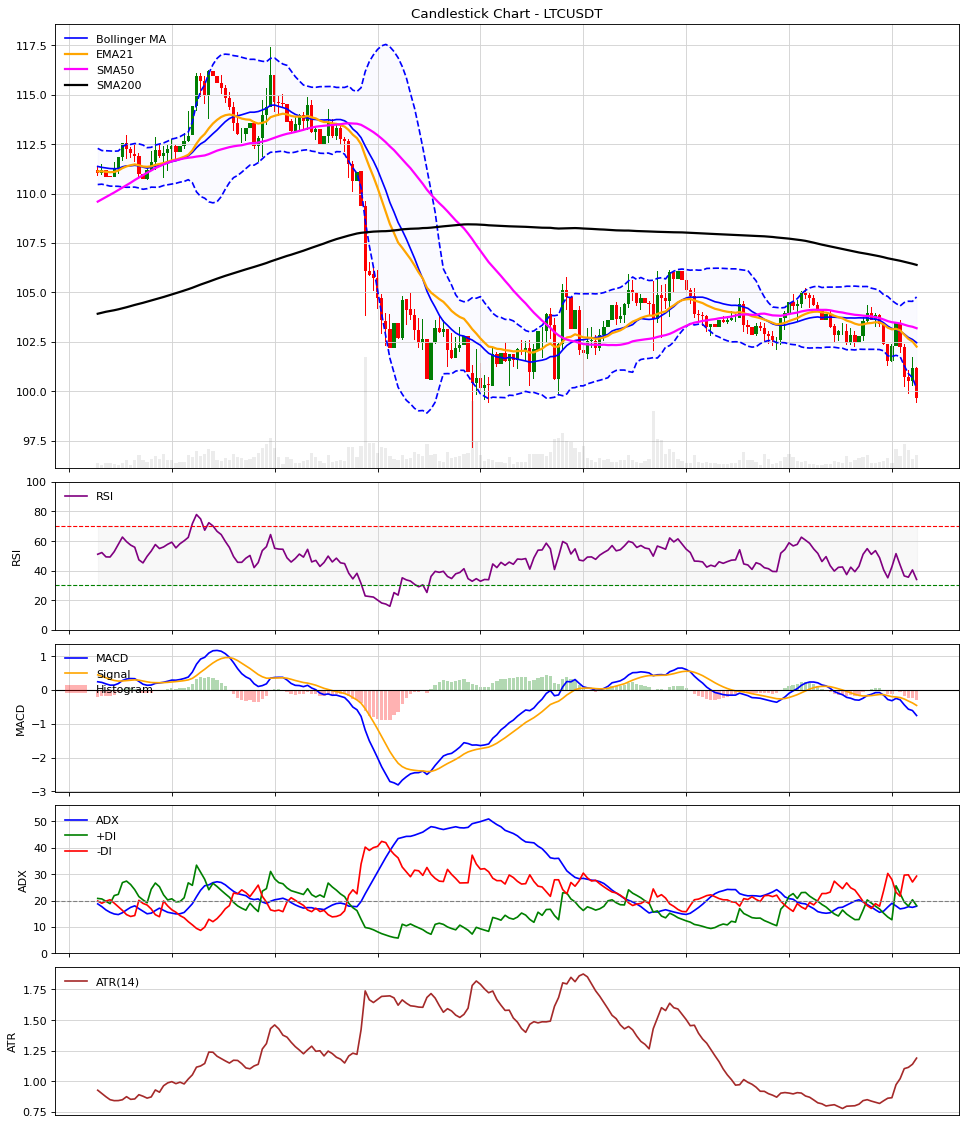 Candlestick Chart - LTCUSDT
Bollinger MA
EMA21
SMA50
SMA200
117.5
115.0
112.5
110.0
107.5
105.0
102.5
100.0
97.5
RSI
RSI
100
80
60
40
20
0
MACD
Signal
Histogram
MACD
1
0
−1
−2
−3
ADX
+DI
-DI
ADX
50
40
30
20
10
0
ATR(14)
ATR
1.75
1.50
1.25
1.00
0.75